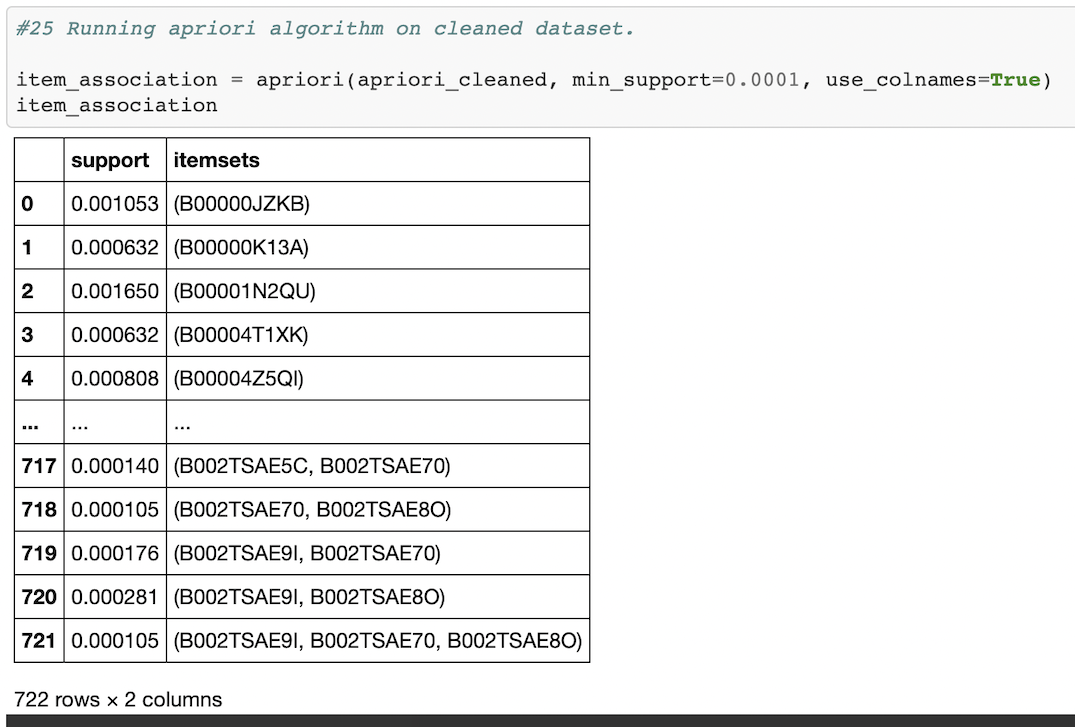 #25 Running apriori algorithm on cleaned dataset.
item_association = apriori(apriori_cleaned, min_support=0.0001, use_colnames=True)
item_association
support itemsets
0 0.001053 (B00000JZKB)
1 0.000632 (B00000K13A)
2 0.001650 (B00001N2QU)
3 0.000632 (B00004T1XK)
4 0.000808 (B00004Z5QI)
... ... ...
717 0.000140 (B002TSAE5C, B002TSAE70)
718 0.000105 (B002TSAE70, B002TSAE8O)
719 0.000176 (B002TSAE9I, B002TSAE70)
720 0.000281 (B002TSAE9I, B002TSAE8O)
721 0.000105 (B002TSAE9I, B002TSAE70, B002TSAE8O)
722 rows × 2 columns